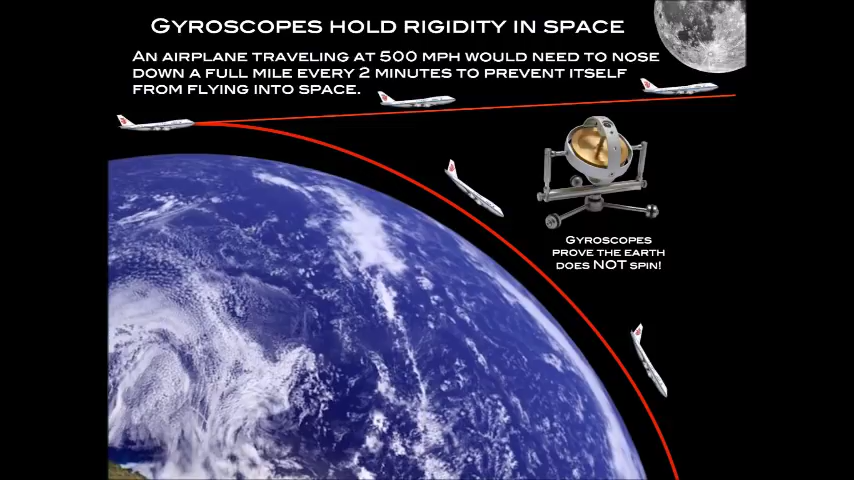 Gyroscopes hold rigidity in space
An airplane traveling at 500 mph would need to nose
down a full mile every 2 minutes to prevent itself
from flying into space.
Gyroscopes
prove the earth
does NOT spin!